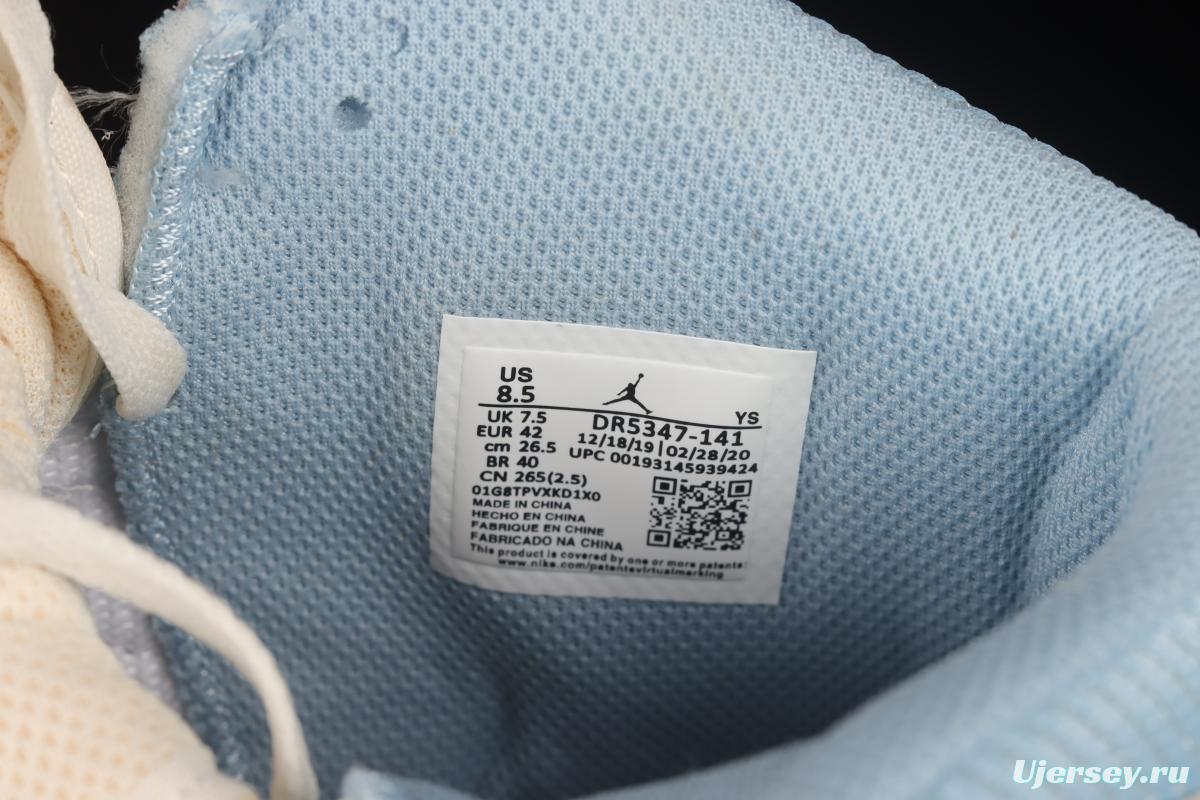 US
8.5
YS
UK 7.5
DR5347-141
EUR 42
12/18/19 | 02/28/20
cm 26.5
UPC 00193145939424
BR 40
CN 265(2.5)
01G8TPVXKD1X0
MADE IN CHINA
HECHO EN CHINA
FABRIQUE EN CHINE
FABRICADO NA CHINA
This product is covered by one or more patents:
www.nike.com/patentsvirtualmarking
Ujersey.ru